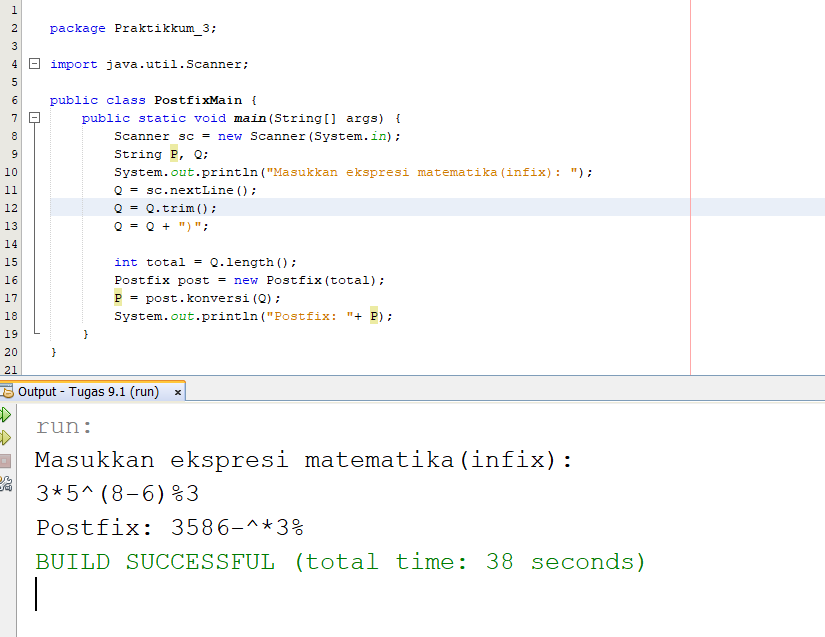 1
2 package Praktikkum_3;
3
4 import java.util.Scanner;
5
6 public class PostfixMain {
7 public static void main(String[] args) {
8 Scanner sc = new Scanner(System.in);
9 String P, Q;
10 System.out.println("Masukkan ekspresi matematika(infix): ");
11 Q = sc.nextLine();
12 Q = Q.trim();
13 Q = Q + ")";
14
15 int total = Q.length();
16 Postfix post = new Postfix(total);
17 P = post.konversi(Q);
18 System.out.println("Postfix: "+ P);
19 }
20 }
21
Output - Tugas 9.1 (run) ×
run:
Masukkan ekspresi matematika(infix):
3*5^(8-6)%3
Postfix: 3586-^*3%
BUILD SUCCESSFUL (total time: 38 seconds)